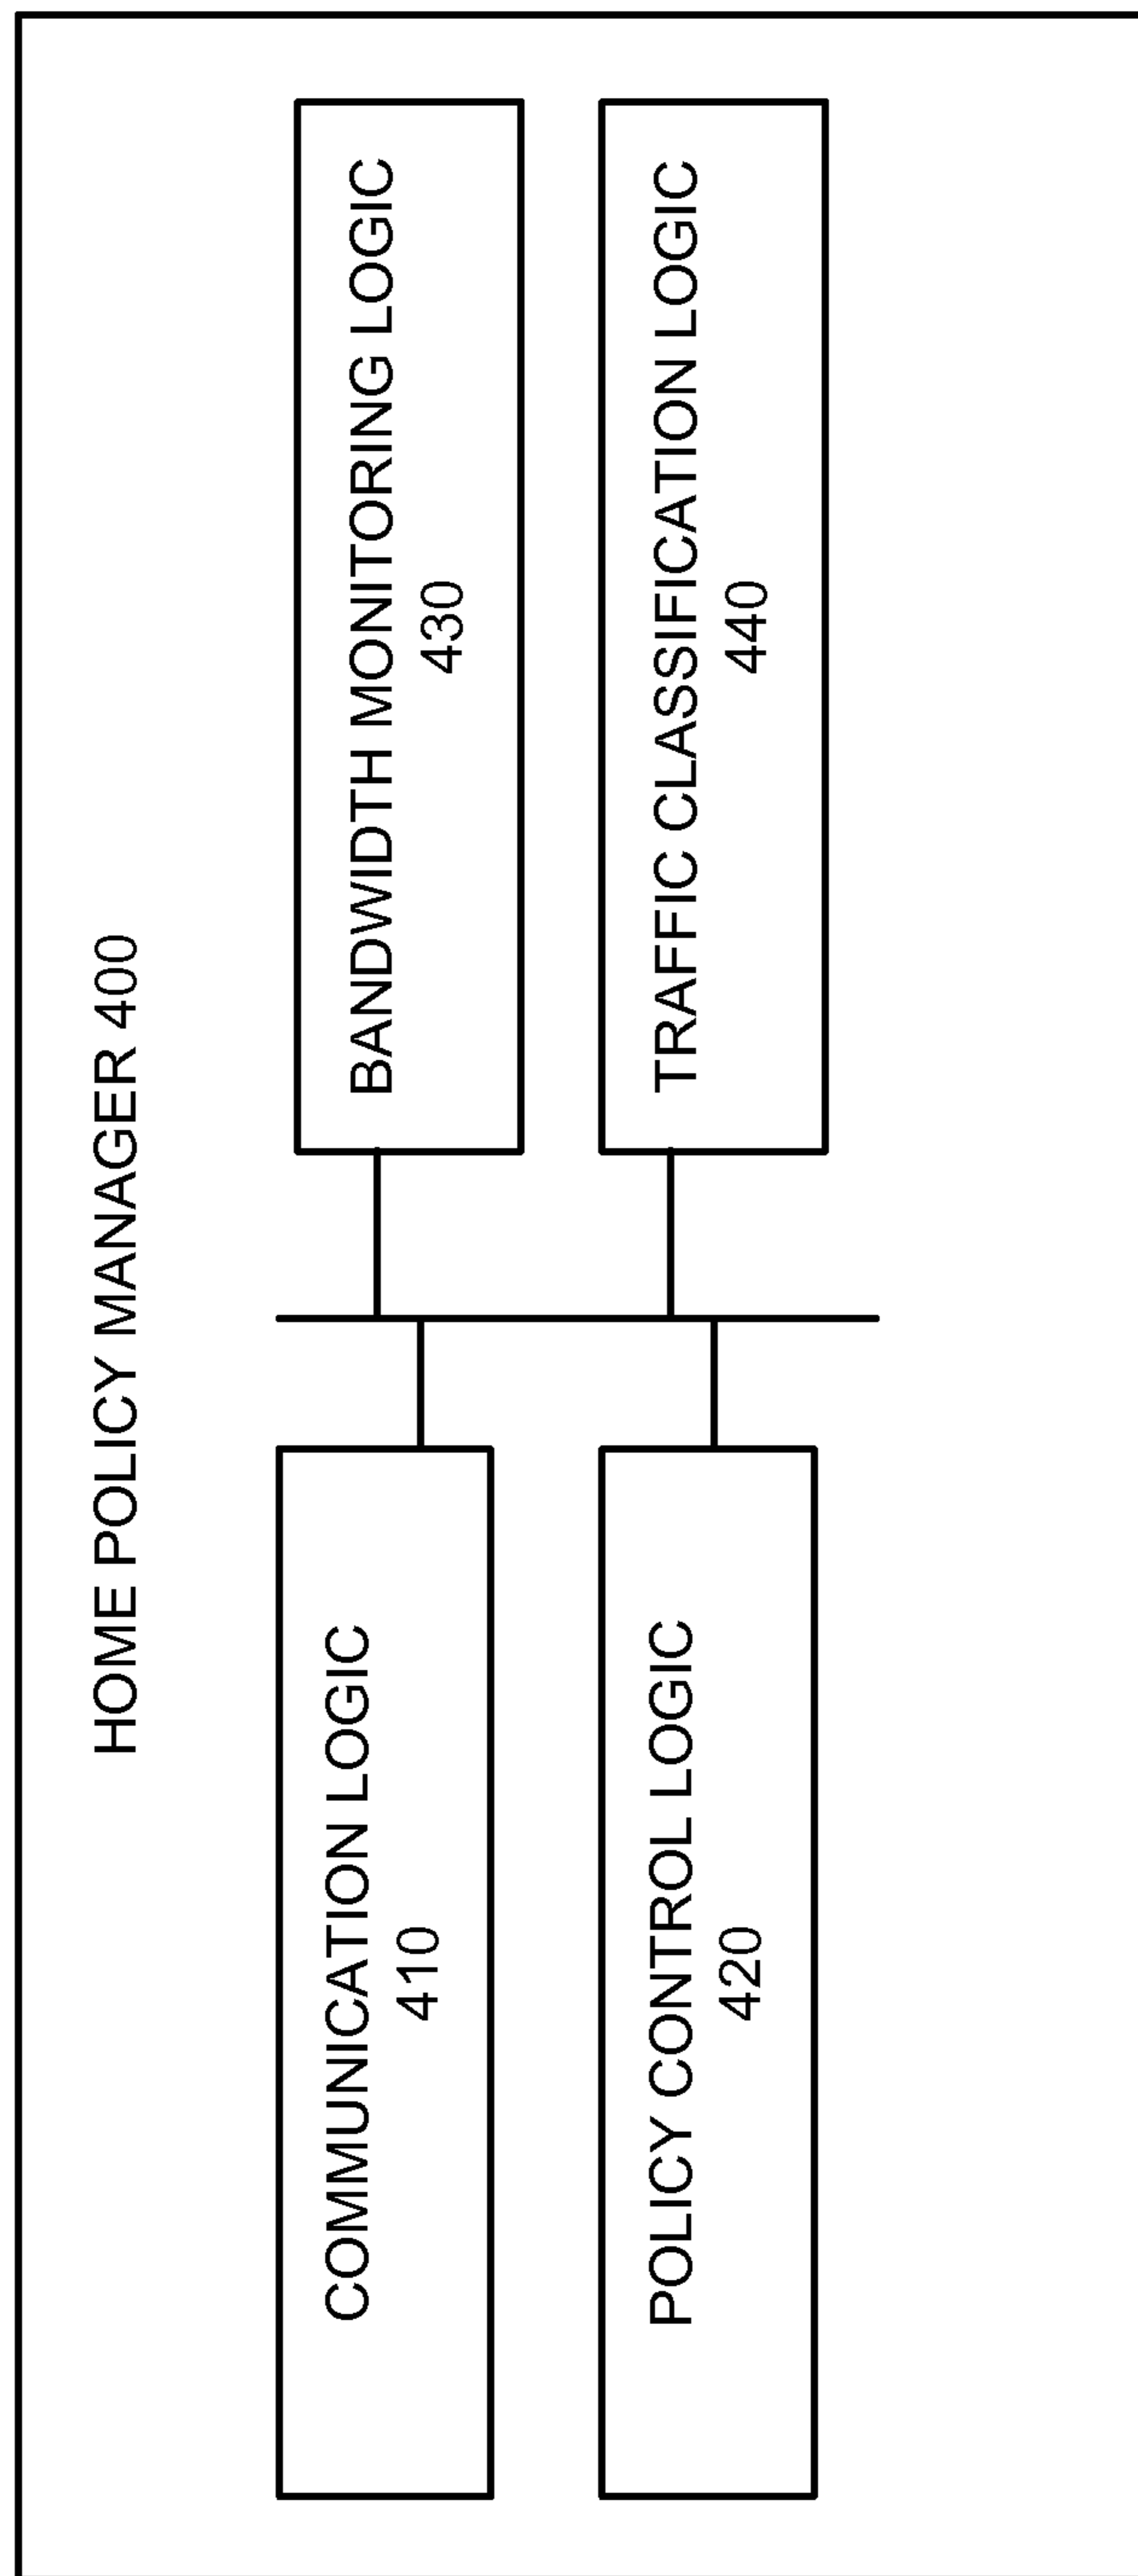 HOME POLICY MANAGER 400
COMMUNICATION LOGIC
410
BANDWIDTH MONITORING LOGIC
430
POLICY CONTROL LOGIC
420
TRAFFIC CLASSIFICATION LOGIC
440